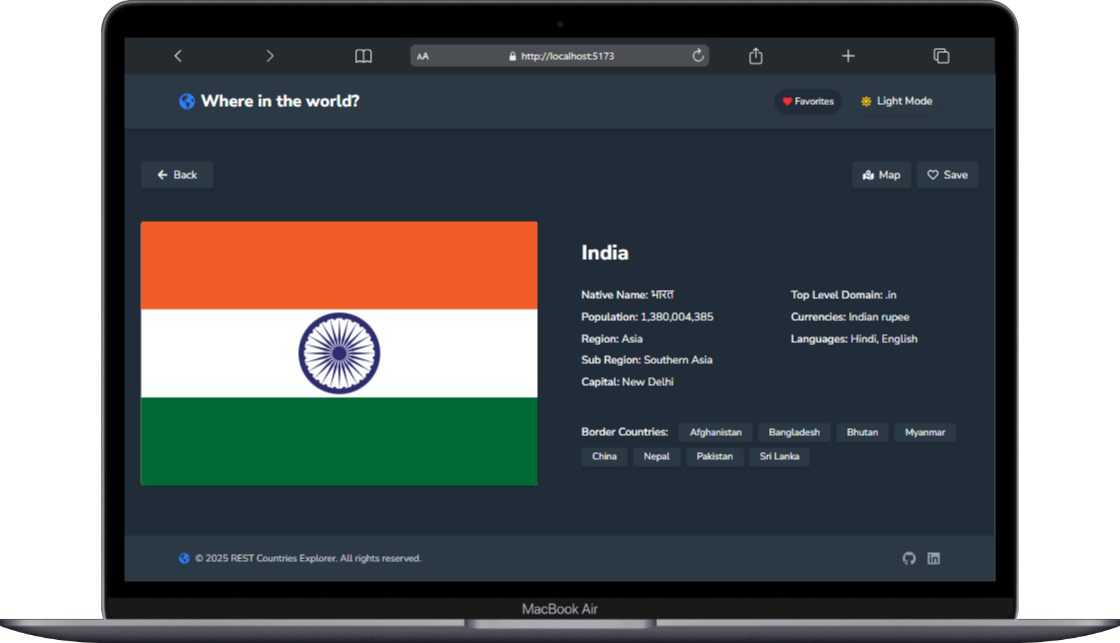 AA http://localhost:5173
Where in the world? Favorites Light Mode
Back Map Save
India
Native Name: भारत Top Level Domain: .in
Population: 1,380,004,385 Currencies: Indian rupee
Region: Asia Languages: Hindi, English
Sub Region: Southern Asia
Capital: New Delhi
Border Countries: Afghanistan Bangladesh Bhutan Myanmar
China Nepal Pakistan Sri Lanka
© 2025 REST Countries Explorer. All rights reserved.
MacBook Air